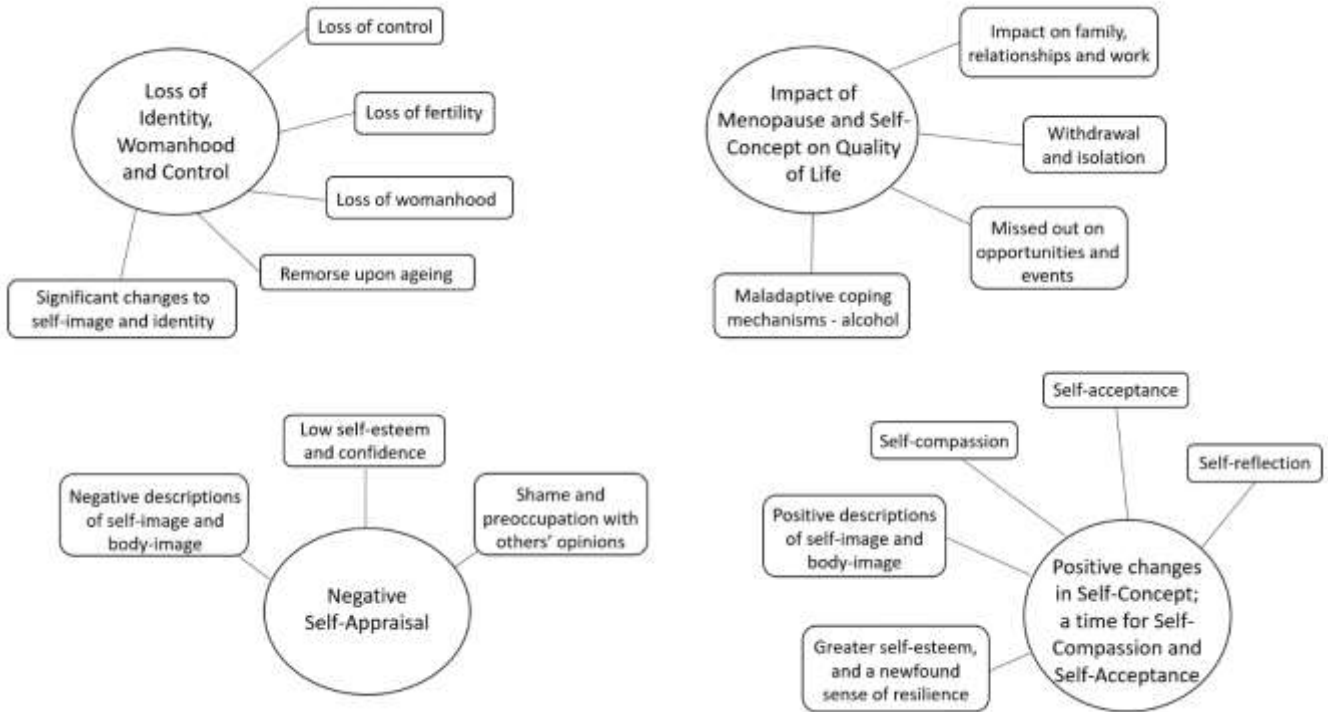 Loss of control
Loss of
Identity,
Womanhood
and Control
Loss of fertility
Loss of womanhood
Remorse upon ageing
Significant changes to
self-image and identity
Impact on family,
relationships and work
Impact of
Menopause and Self-
Concept on Quality
of Life
Withdrawal
and isolation
Missed out on
opportunities and
events
Maladaptive coping
mechanisms - alcohol
Low self-esteem
and confidence
Negative descriptions
of self-image and
body-image
Shame and
preoccupation with
others' opinions
Negative
Self-Appraisal
Self-acceptance
Self-compassion
Self-reflection
Positive descriptions
of self-image and
body-image
Positive changes
in Self-Concept;
a time for Self-
Compassion and
Self-Acceptance
Greater self-esteem,
and a newfound
sense of resilience